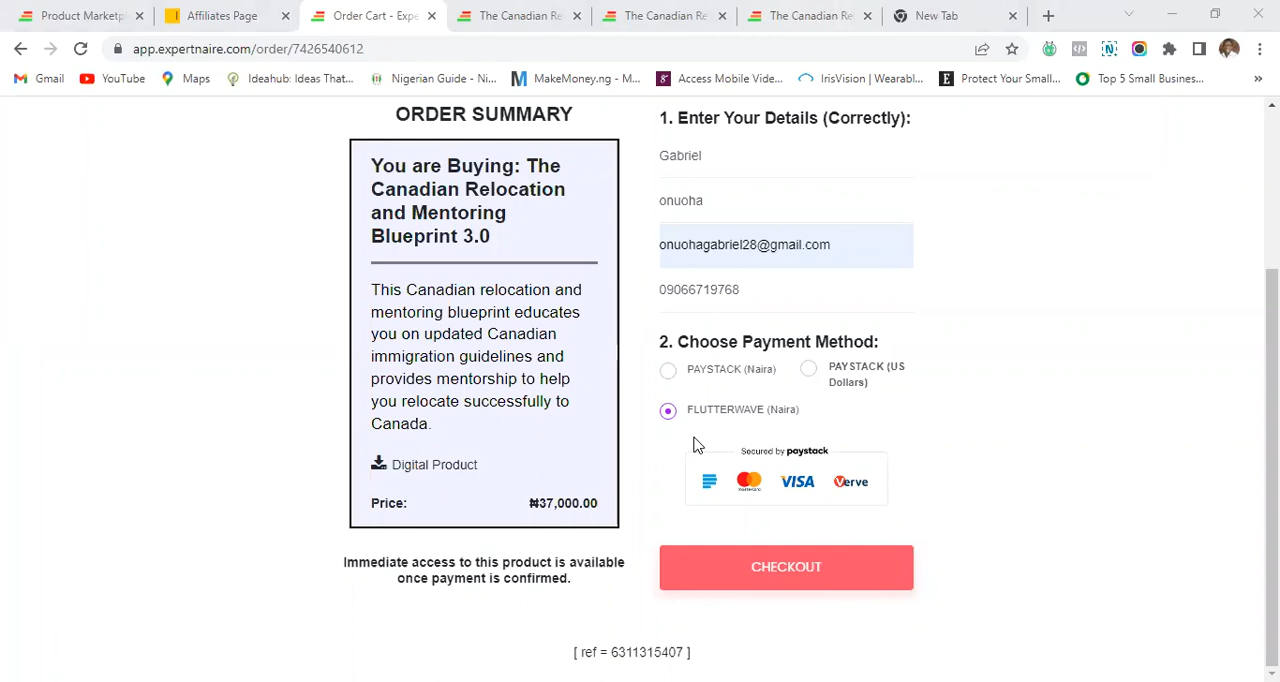 Product Marketpl
Affiliates Page
Order Cart - Expe
The Canadian Re
The Canadian Re
The Canadian Re
New Tab
app.expertnaire.com/order/7426540612
Gmail
YouTube
Maps
Ideahub: Ideas That...
Nigerian Guide - Ni...
MakeMoney.ng - M...
Access Mobile Vide...
IrisVision | Wearabl...
Protect Your Small...
Top 5 Small Busines...
»
ORDER SUMMARY
You are Buying: The
Canadian Relocation
and Mentoring
Blueprint 3.0
This Canadian relocation and
mentoring blueprint educates
you on updated Canadian
immigration guidelines and
provides mentorship to help
you relocate successfully to
Canada.
Digital Product
Price: ₦37,000.00
Immediate access to this product is available
once payment is confirmed.
1. Enter Your Details (Correctly):
Gabriel
onuoha
onuohagabriel28@gmail.com
09066719768
2. Choose Payment Method:
PAYSTACK (Naira)
PAYSTACK (US
Dollars)
FLUTTERWAVE (Naira)
Secured by paystack
mastercard
VISA
Verve
CHECKOUT
[ ref = 6311315407 ]